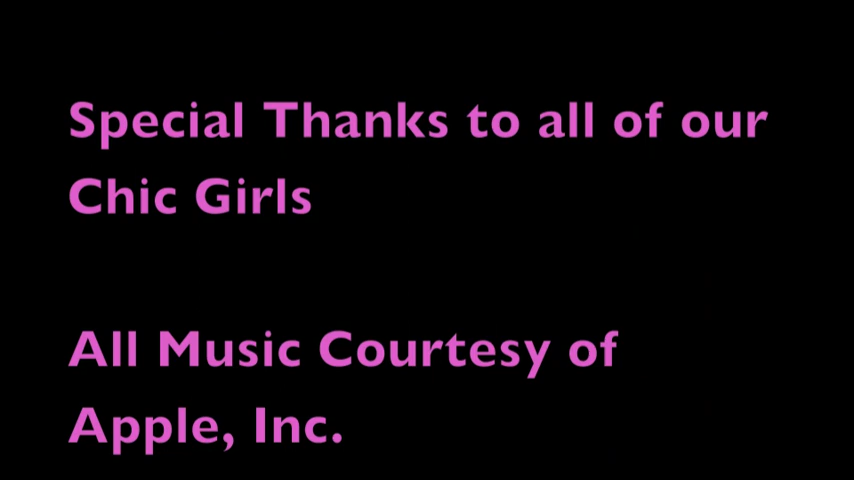 Special Thanks to all of our
Chic Girls
All Music Courtesy of
Apple, Inc.